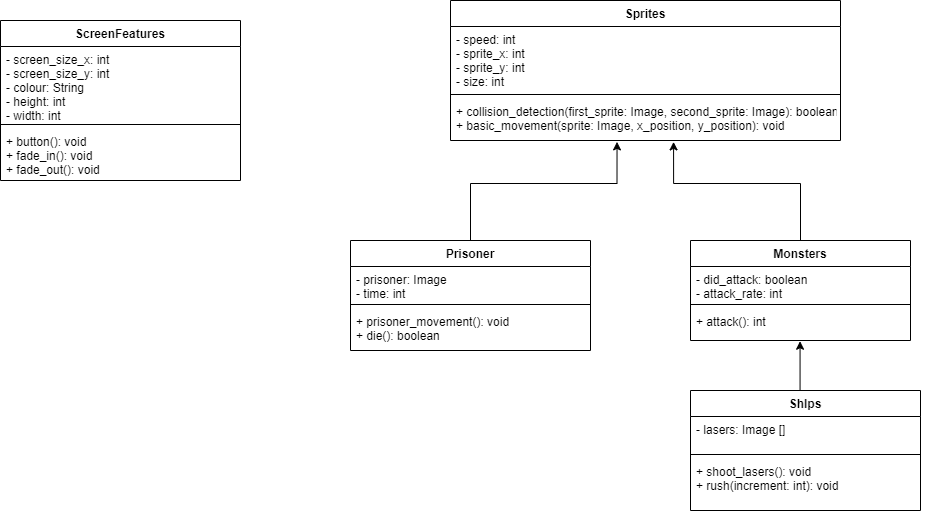 ScreenFeatures
- screen_size_x: int
- screen_size_y: int
- colour: String
- height: int
- width: int
+ button(): void
+ fade_in(): void
+ fade_out(): void
Sprites
- speed: int
- sprite_x: int
- sprite_y: int
- size: int
+ collision_detection(first_sprite: Image, second_sprite: Image): boolean
+ basic_movement(sprite: Image, x_position, y_position): void
Prisoner
- prisoner: Image
- time: int
+ prisoner_movement(): void
+ die(): boolean
Monsters
- did_attack: boolean
- attack_rate: int
+ attack(): int
ShIps
- lasers: Image []
+ shoot_lasers(): void
+ rush(increment: int): void